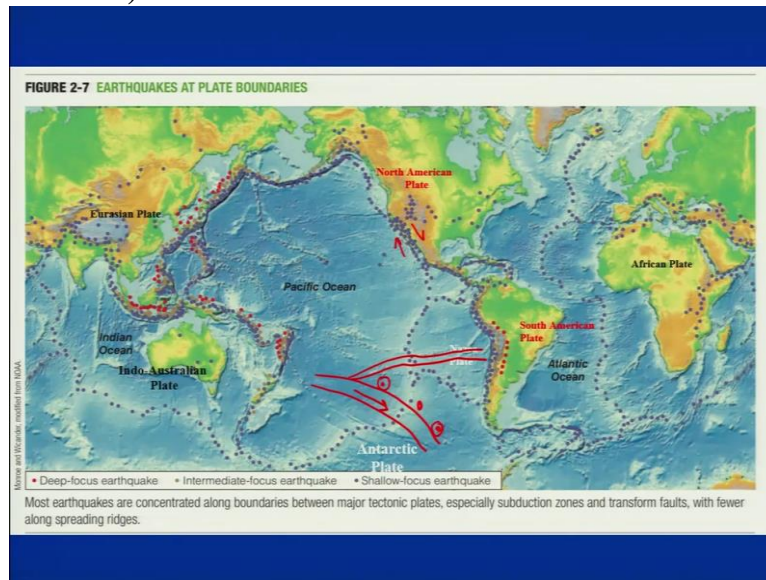 FIGURE 2-7 EARTHQUAKES AT PLATE BOUNDARIES
North American
Plate
Eurasian Plate
African Plate
Pacific Ocean
South American
Plate
Indian
Ocean
Atlantic
Ocean
Indo-Australian
Plate
Antarctic
Plate
Monroe and Wicander, modified from NOAA
• Deep-focus earthquake • Intermediate-focus earthquake • Shallow-focus earthquake
Most earthquakes are concentrated along boundaries between major tectonic plates, especially subduction zones and transform faults, with fewer
along spreading ridges.